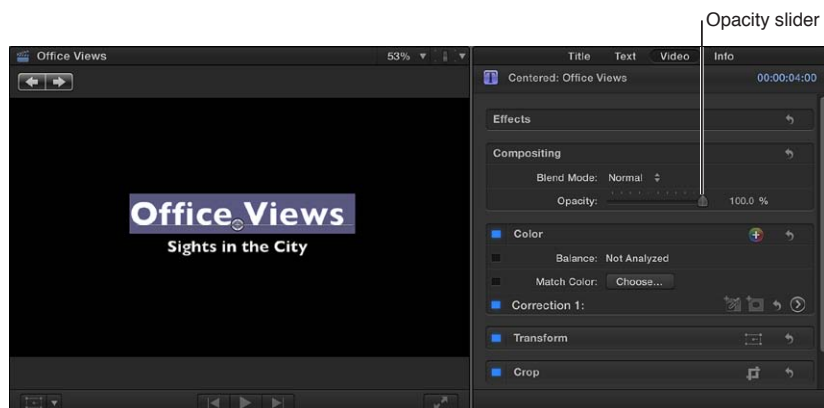 Opacity slider
Office Views
53%
Title Text Video Info
T Centered: Office Views 00:00:04:00
Office Views
Sights in the City
Effects
Compositing
Blend Mode: Normal
Opacity: 100.0 %
Color
Balance: Not Analyzed
Match Color: Choose...
Correction 1:
Transform
Crop